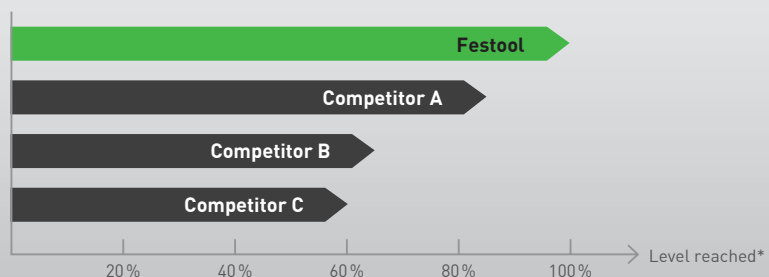 Festool
Competitor A
Competitor B
Competitor C
20 % 40 % 60 % 80 % 100 % Level reached*